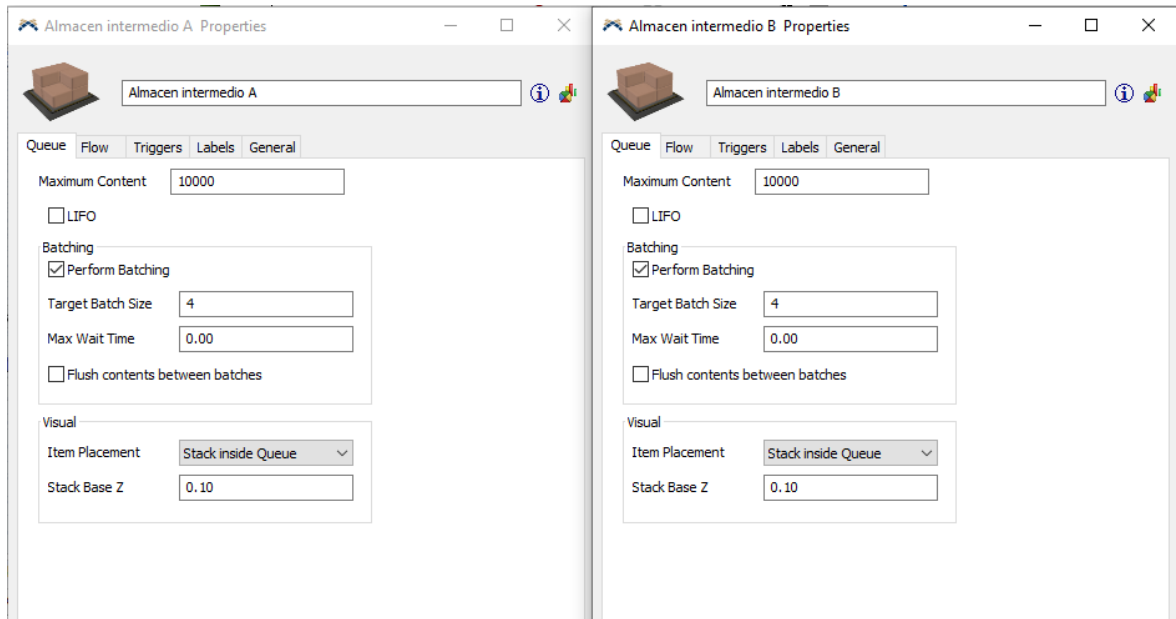 Almacen intermedio A  Properties
Almacen intermedio A
Queue Flow Triggers Labels General
Maximum Content 10000
LIFO
Batching
Perform Batching
Target Batch Size 4
Max Wait Time 0.00
Flush contents between batches
Visual
Item Placement Stack inside Queue
Stack Base Z 0.10
Almacen intermedio B  Properties
Almacen intermedio B
Queue Flow Triggers Labels General
Maximum Content 10000
LIFO
Batching
Perform Batching
Target Batch Size 4
Max Wait Time 0.00
Flush contents between batches
Visual
Item Placement Stack inside Queue
Stack Base Z 0.10